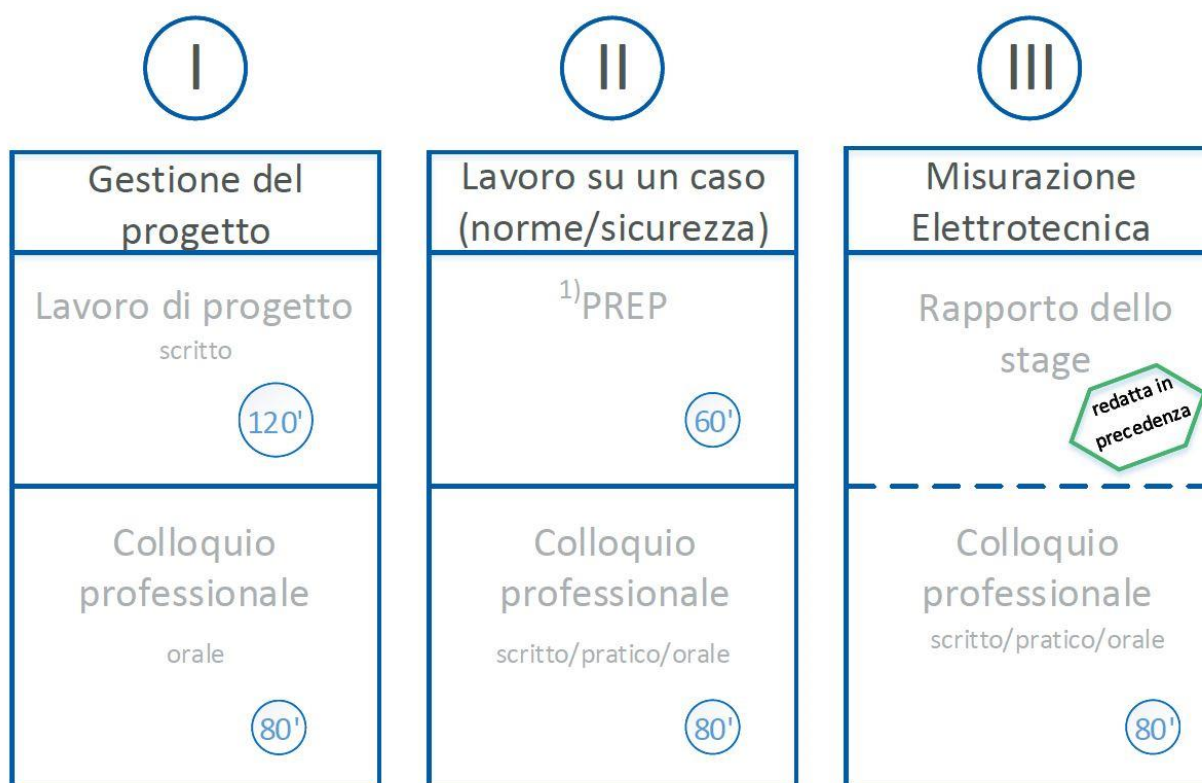 I
Gestione del
progetto
Lavoro di progetto
scritto
120'
Colloquio
professionale
orale
80'
II
Lavoro su un caso
(norme/sicurezza)
1)PREP
60'
Colloquio
professionale
scritto/pratico/orale
80'
III
Misurazione
Elettrotecnica
Rapporto dello
stage
redatta in
precedenza
Colloquio
professionale
scritto/pratico/orale
80'